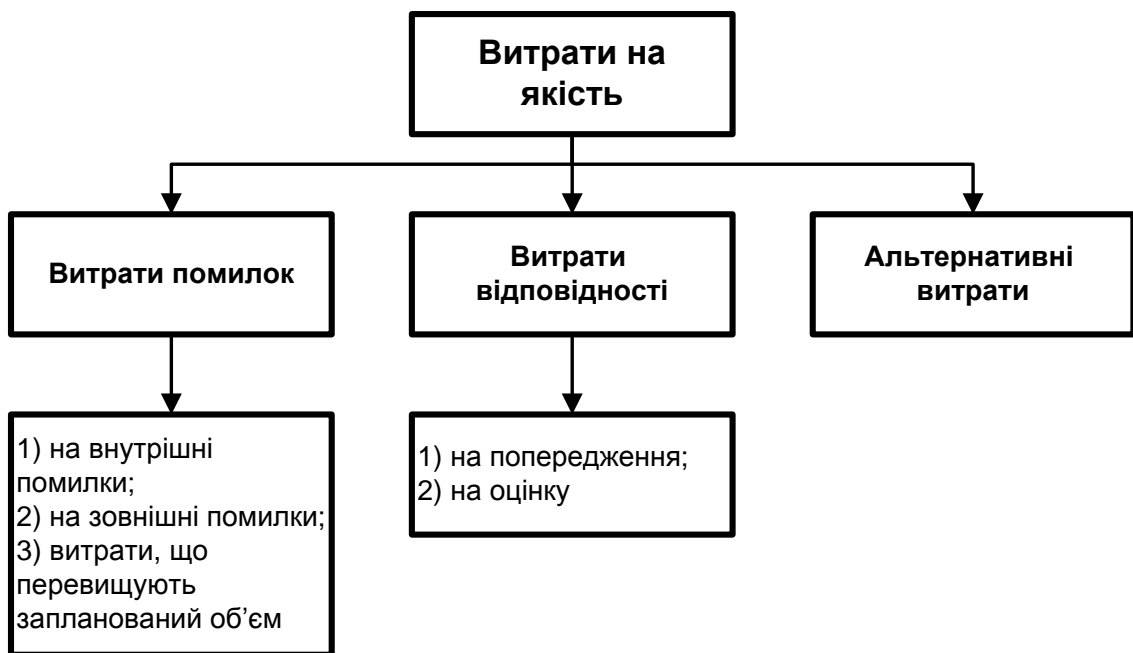 Витрати на
якість
Витрати помилок
Витрати
відповідності
Альтернативні
витрати
1) на внутрішні
помилки;
2) на зовнішні помилки;
3) витрати, що
перевищують
запланований об’єм
1) на попередження;
2) на оцінку